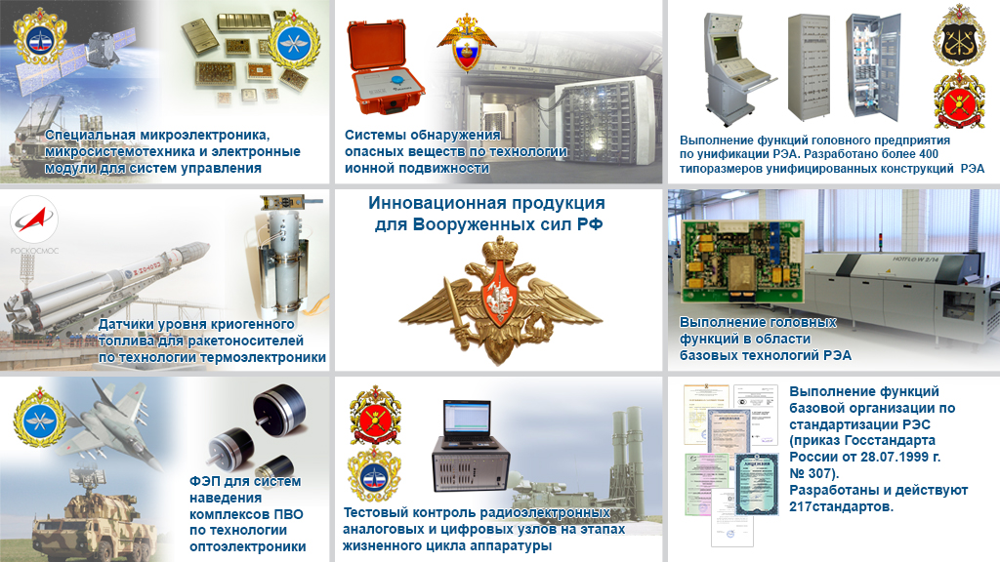 Специальная микроэлектроника,
микросистемотехника и электронные
модули для систем управления
Системы обнаружения
опасных веществ по технологии
ионной подвижности
Выполнение функций головного предприятия
по унификации РЭА. Разработано более 400
типоразмеров унифицированных конструкций РЭА
РОСКОСМОС
Датчики уровня криогенного
топлива для ракетоносителей
по технологии термоэлектроники
Инновационная продукция
для Вооруженных сил РФ
HOTFLOW 2/14
Выполнение головных
функций в области
базовых технологий РЭА
ФЭП для систем
наведения
комплексов ПВО
по технологии
оптоэлектроники
Тестовый контроль радиоэлектронных
аналоговых и цифровых узлов на этапах
жизненного цикла аппаратуры
Выполнение функций
базовой организации по
стандартизации РЭС
(приказ Госстандарта
России от 28.07.1999 г.
№ 307).
Разработаны и действуют
217стандартов.